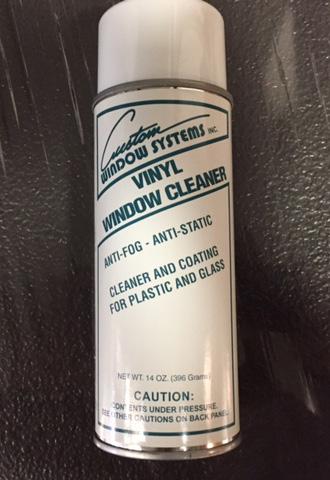 Custom
WINDOW SYSTEMS INC.
VINYL
WINDOW CLEANER
ANTI-FOG - ANTI-STATIC
CLEANER AND COATING
FOR PLASTIC AND GLASS
NET WT. 14 OZ. (396 Grams)
CAUTION:
CONTENTS UNDER PRESSURE.
SEE OTHER CAUTIONS ON BACK PANEL